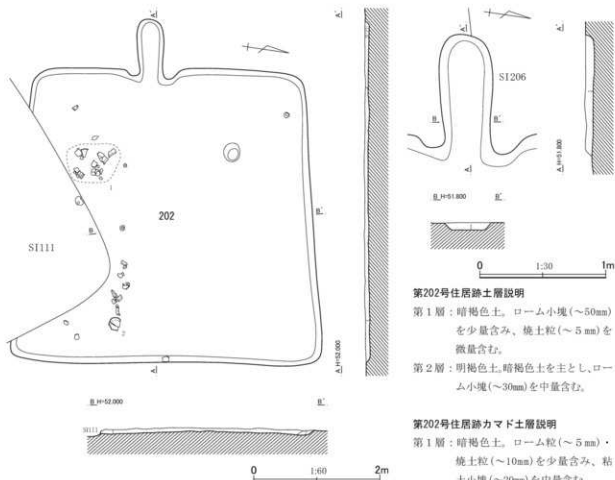 A'
A'
SI206
B
B'
1
B'
202
B
SI111
2
A
A
A H=52.000
A'
A
A H=51.800
B H=51.800
B'
0 1:30 1m
第202号住居跡土層説明
第1層：暗褐色土。ローム小塊(～50mm)
を少量含み、焼土粒(～5mm)を
微量含む。
第2層：明褐色土。暗褐色土を主とし、ロー
ム小塊(～30mm)を中量含む。
B H=52.000
B'
SI111
第202号住居跡カマド土層説明
第1層：暗褐色土。ローム粒(～5mm)・
焼土粒(～10mm)を少量含み、粘
土小塊(～20mm)を中量含む。
0 1:60 2m